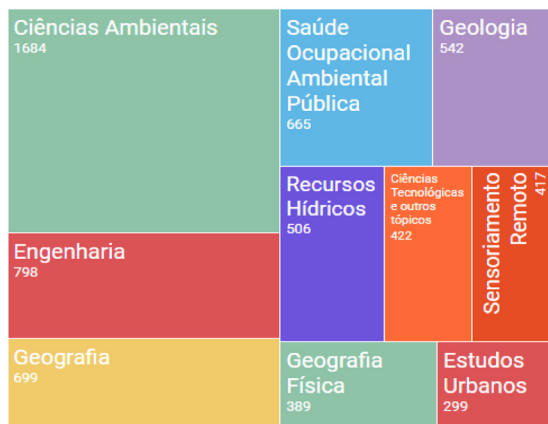 Ciências Ambientais
1684
Saúde
Ocupacional
Ambiental
Pública
665
Geologia
542
Engenharia
798
Recursos
Hídricos
506
Ciências
Tecnológicas
e outros
tópicos
422
Sensoriamento
Remoto
417
Geografia
699
Geografia
Física
389
Estudos
Urbanos
299